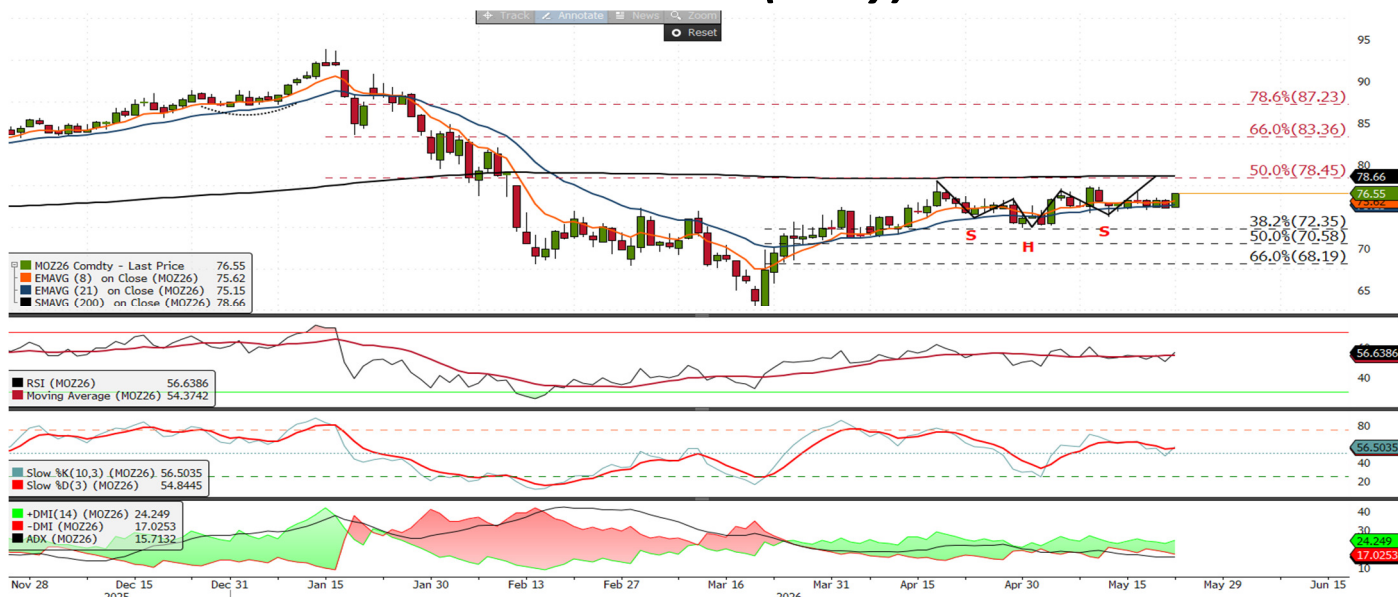 Track Annotate News Zoom
Reset
95
90
85
80
70
65
78.6%(87.23)
66.0%(83.36)
50.0%(78.45)
78.66
76.55
75.62
38.2%(72.35)
50.0%(70.58)
66.0%(68.19)
S
H
S
MOZ26 Comdty - Last Price 76.55
EMAVG (8) on Close (MOZ26) 75.62
EMAVG (21) on Close (MOZ26) 75.15
SMAVG (200) on Close (MOZ26) 78.66
56.6386
40
RSI (MOZ26) 56.6386
Moving Average (MOZ26) 54.3742
80
56.5035
40
20
Slow %K(10,3) (MOZ26) 56.5035
Slow %D(3) (MOZ26) 54.8445
+DMI(14) (MOZ26) 24.249
-DMI (MOZ26) 17.0253
ADX (MOZ26) 15.7132
40
30
24.249
17.0253
10
Nov 28 Dec 15 Dec 31 Jan 15 Jan 30 Feb 13 Feb 27 Mar 16 Mar 31 Apr 15 Apr 30 May 15 May 29 Jun 15
2025 2026